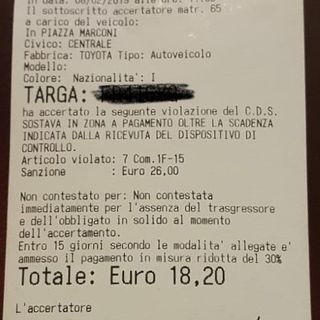 Il sottoscritto accertatore matr. 65
a carico del veicolo:
In PIAZZA MARCONI
Civico: CENTRALE
Fabbrica: TOYOTA Tipo: Autoveicolo
Modello:
Colore: Nazionalita': I
TARGA:
ha accertato la seguente violazione del C.D.S.
SOSTAVA IN ZONA A PAGAMENTO OLTRE LA SCADENZA
INDICATA DALLA RICEVUTA DEL DISPOSITIVO DI
CONTROLLO.
Articolo violato: 7 Com.1F-15
Sanzione : Euro 26,00
Non contestato per: Non contestata
immediatamente per l'assenza del trasgressore
e dell'obbligato in solido al momento
dell'accertamento.
Entro 15 giorni secondo le modalita' allegate e'
ammesso il pagamento in misura ridotta del 30%
Totale: Euro 18,20
L'accertatore